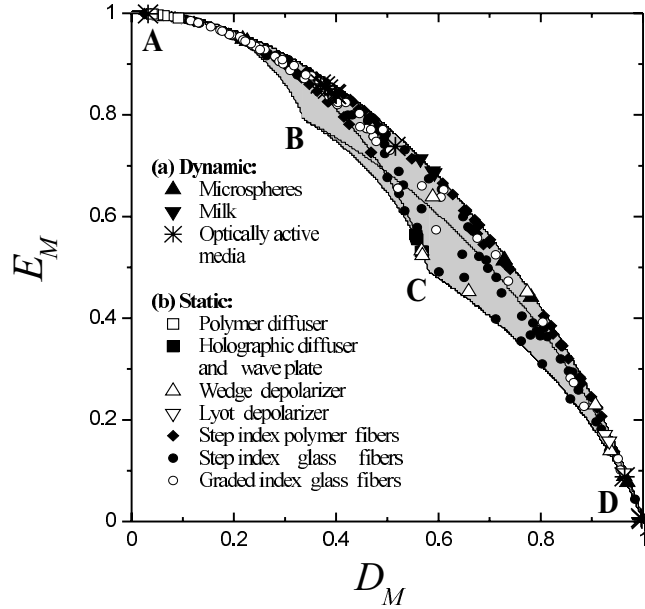 1.0
A
0.8
B
(a) Dynamic:
Microspheres
Milk
Optically active
media
0.6
E_M
C
(b) Static:
Polymer diffuser
Holographic diffuser
and wave plate
Wedge depolarizer
Lyot depolarizer
Step index polymer fibers
Step index glass fibers
Graded index glass fibers
0.4
0.2
D
0
0 0.2 0.4 0.6 0.8 1
D_M